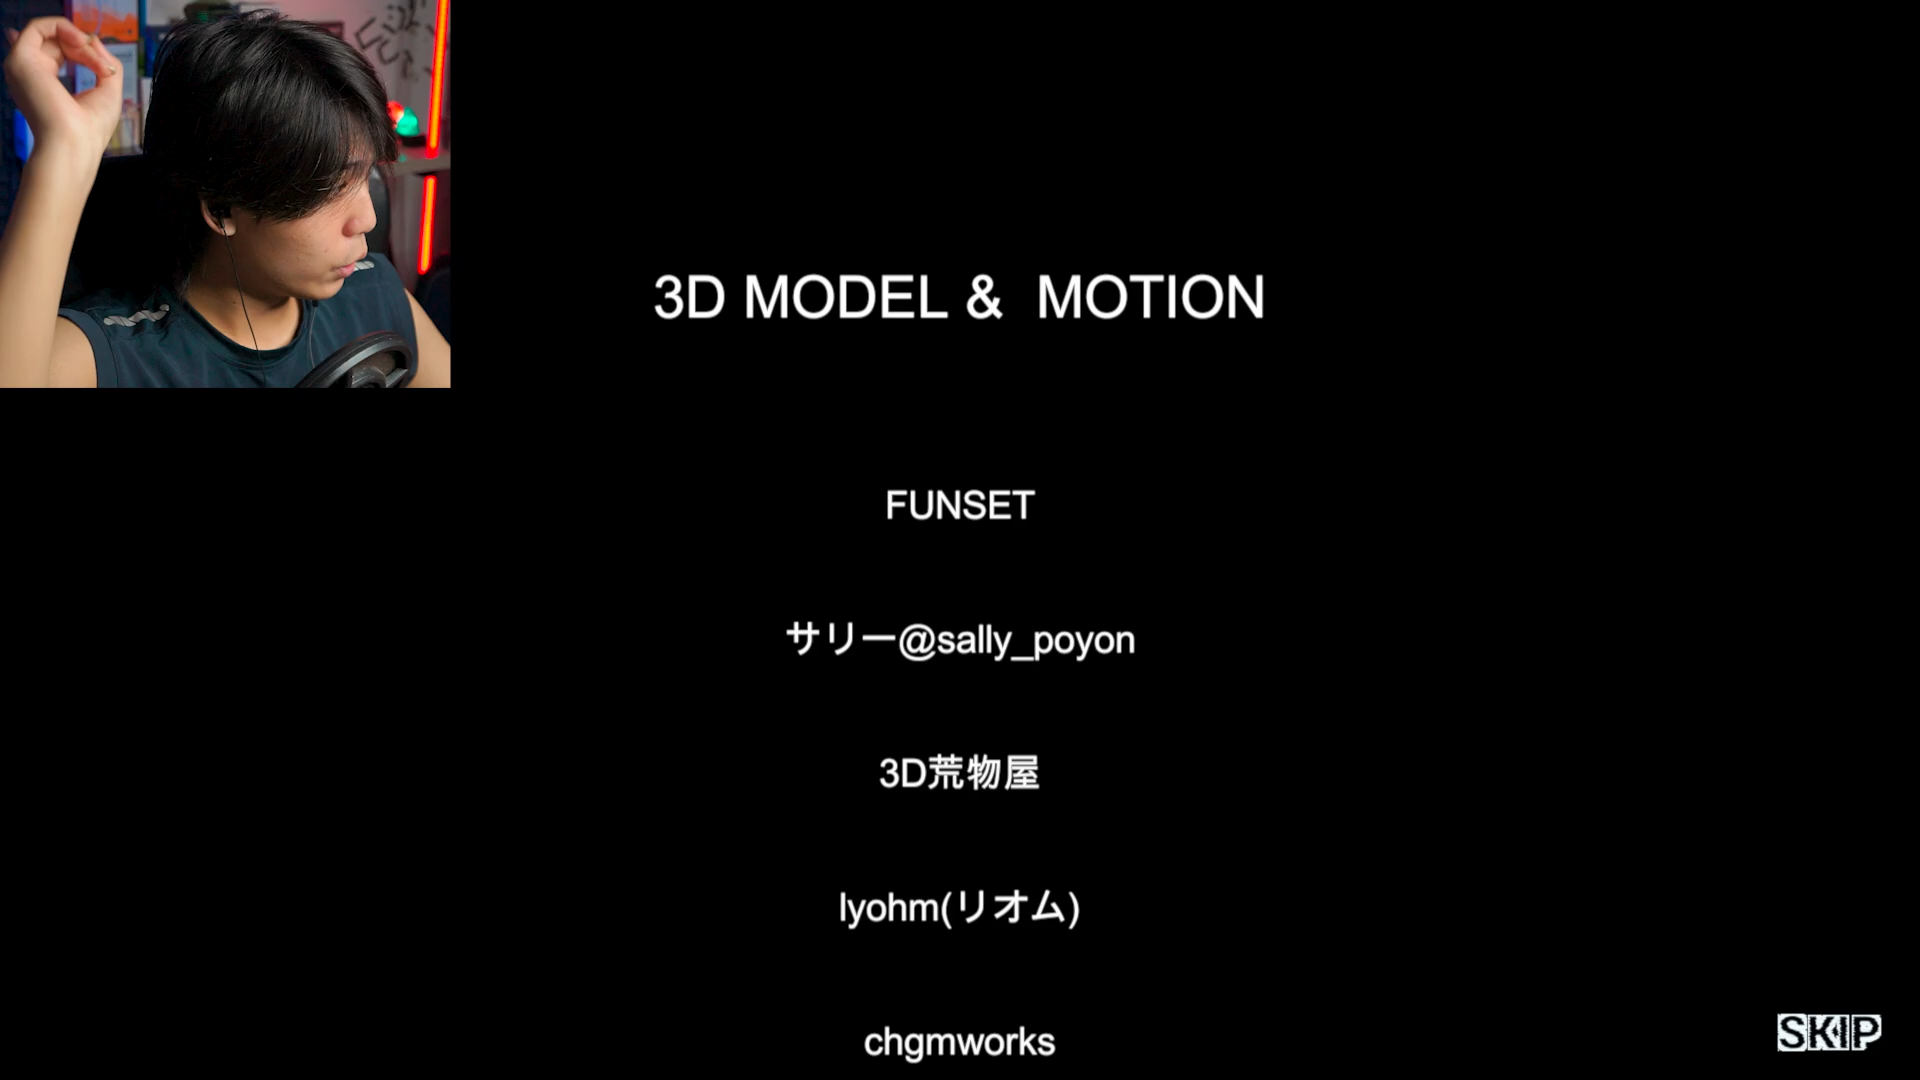 3D MODEL &  MOTION
FUNSET
サリー@sally_poyon
3D荒物屋
lyohm(リオム)
chgmworks
SKIP